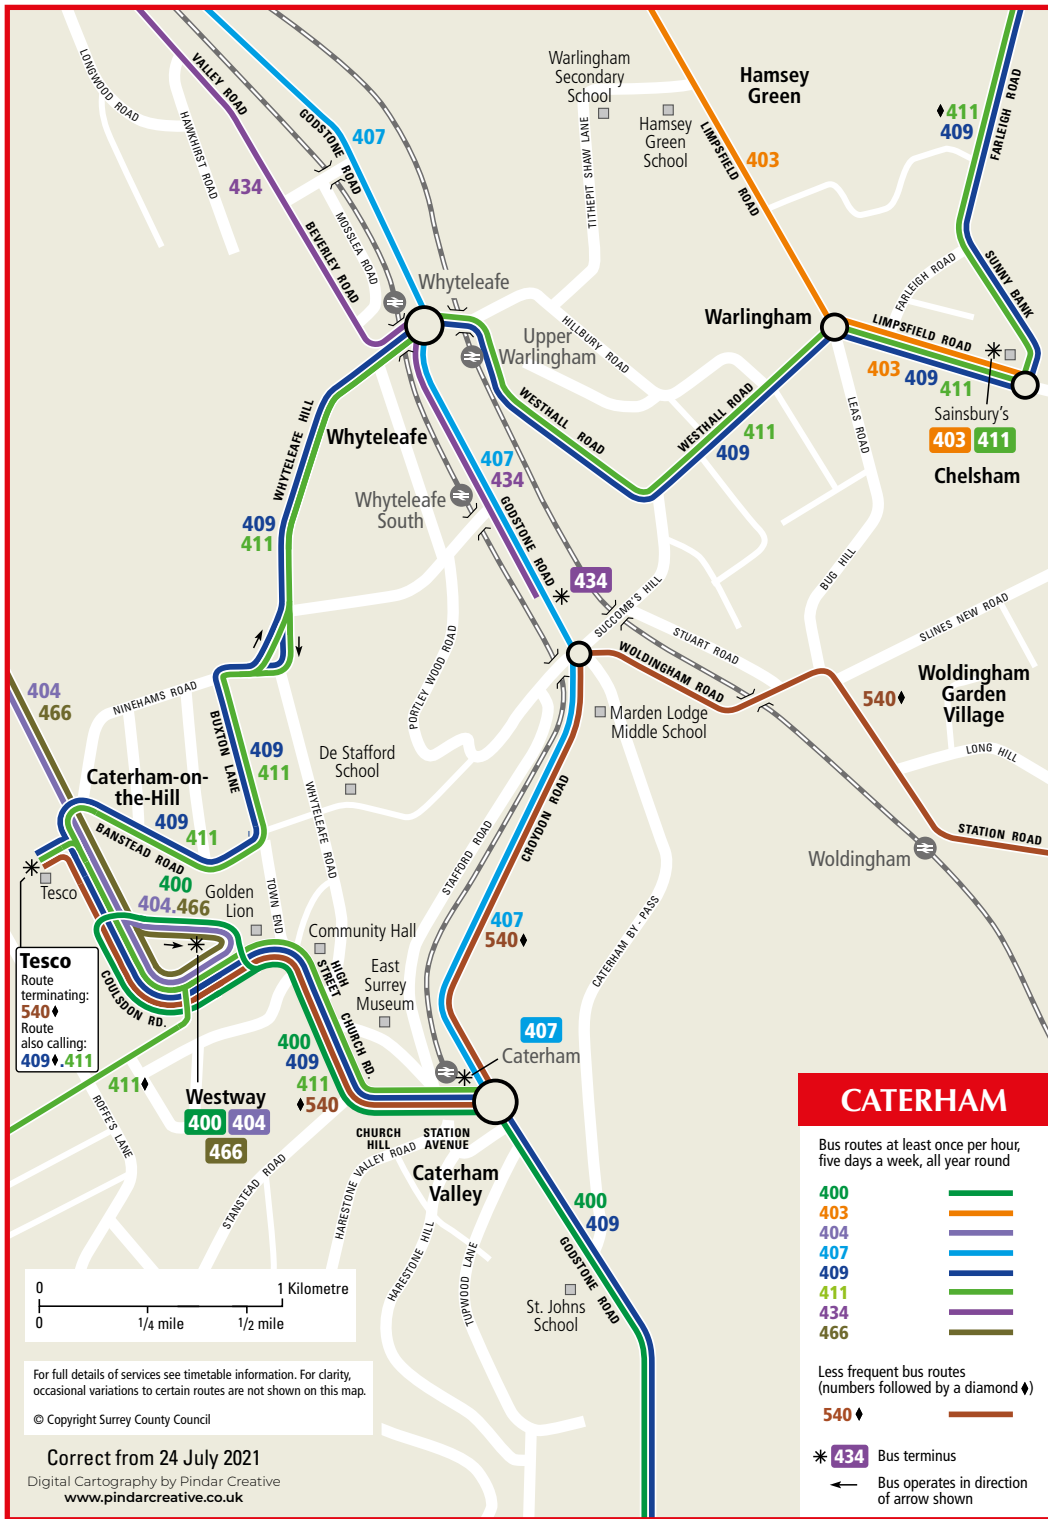 LONGWOOD ROAD
VALLEY ROAD
HAWKHIRST ROAD
GODSTONE ROAD
407
434
MOSSLEA ROAD
BEVERLEY ROAD
Warlingham
Secondary
School
Hamsey
Green
School
Hamsey
Green
TITHEPIT SHAW LANE
LIMPSFIELD ROAD
403
♦411
409
FARLEIGH ROAD
SUNNY BANK
FARLEIGH ROAD
Whyteleafe
Upper
Warlingham
HILLBURY ROAD
Warlingham
LIMPSFIELD ROAD
403 409
411
Sainsbury's
403 411
Chelsham
LEAS ROAD
WESTHALL ROAD
WESTHALL ROAD
411
409
WHYTELEAFE HILL
Whyteleafe
407
434
Whyteleafe
South
GODSTONE ROAD
409
411
434
SUCCOMB'S HILL
BUG HILL
SLINES NEW ROAD
STUART ROAD
WOLDINGHAM ROAD
Woldingham
Garden
Village
540♦
LONG HILL
STATION ROAD
Woldingham
PORTLEY WOOD ROAD
404
466
NINEHAMS ROAD
BUXTON LANE
409
411
Marden Lodge
Middle School
De Stafford
School
WHYTELEAFE ROAD
Caterham-on-
the-Hill
409
411
BANSTEAD ROAD
CROYDON ROAD
STAFFORD ROAD
Tesco
400
404.466
Golden
Lion
TOWN END
Community Hall
HIGH
STREET
East
Surrey
Museum
407
540♦
CATERHAM BY-PASS
Tesco
Route
terminating:
540♦
Route
also calling:
409♦.411
COULSDON RD.
CHURCH RD.
400
409
411
♦540
407
Caterham
411♦
ROFFE'S LANE
Westway
400 404
466
CHURCH
HILL
STATION
AVENUE
HARESTONE VALLEY ROAD
Caterham
Valley
STANSTEAD ROAD
400
409
GODSTONE ROAD
HARESTONE HILL
TUPWOOD LANE
St. Johns
School
0
1 Kilometre
0
1/4 mile
1/2 mile
For full details of services see timetable information. For clarity,
occasional variations to certain routes are not shown on this map.
© Copyright Surrey County Council
Correct from 24 July 2021
Digital Cartography by Pindar Creative
www.pindarcreative.co.uk
CATERHAM
Bus routes at least once per hour,
five days a week, all year round
400
403
404
407
409
411
434
466
Less frequent bus routes
(numbers followed by a diamond♦)
540♦
434 Bus terminus
Bus operates in direction
of arrow shown